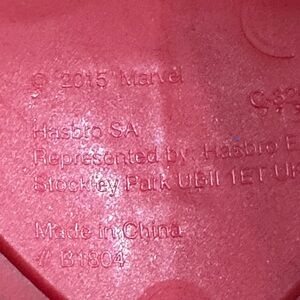 © 2015 Marvel
Hasbro SA
Represented by Hasbro E
Stockley Park UB11 1ET UK
Made in China
# B1804